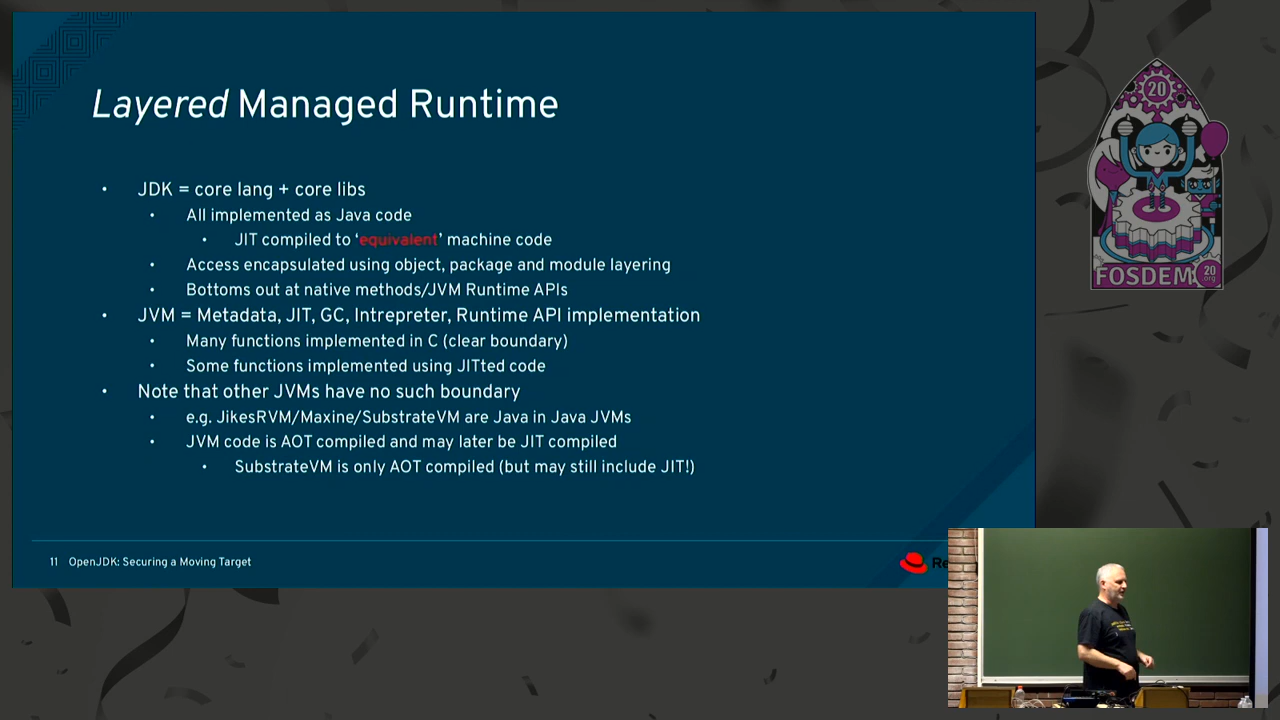 Layered Managed Runtime
• JDK = core lang + core libs
• All implemented as Java code
• JIT compiled to ‘equivalent’ machine code
• Access encapsulated using object, package and module layering
• Bottoms out at native methods/JVM Runtime APIs
• JVM = Metadata, JIT, GC, Intrepreter, Runtime API implementation
• Many functions implemented in C (clear boundary)
• Some functions implemented using JITted code
• Note that other JVMs have no such boundary
• e.g. JikesRVM/Maxine/SubstrateVM are Java in Java JVMs
• JVM code is AOT compiled and may later be JIT compiled
• SubstrateVM is only AOT compiled (but may still include JIT!)
11 OpenJDK: Securing a Moving Target
20
FOSDEM
20
.org